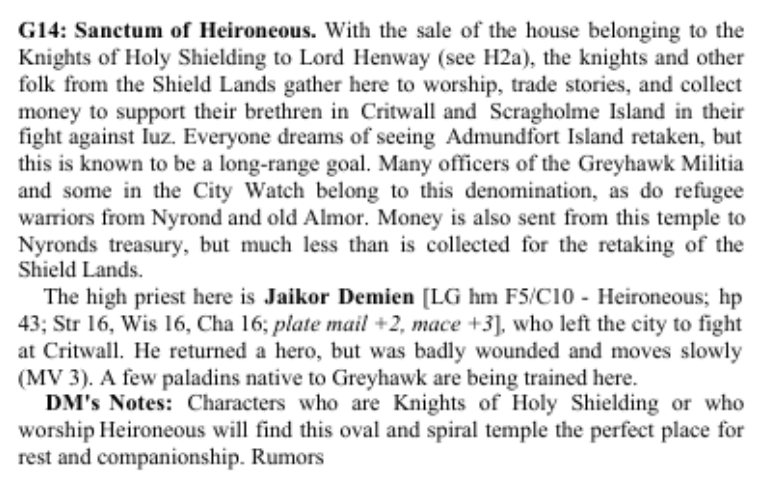 G14: Sanctum of Heironeous. With the sale of the house belonging to the
Knights of Holy Shielding to Lord Henway (see H2a), the knights and other
folk from the Shield Lands gather here to worship, trade stories, and collect
money to support their brethren in Critwall and Scragholme Island in their
fight against Iuz. Everyone dreams of seeing Admundfort Island retaken, but
this is known to be a long-range goal. Many officers of the Greyhawk Militia
and some in the City Watch belong to this denomination, as do refugee
warriors from Nyrond and old Almor. Money is also sent from this temple to
Nyronds treasury, but much less than is collected for the retaking of the
Shield Lands.
The high priest here is Jaikor Demien [LG hm F5/C10 - Heironeous; hp
43; Str 16, Wis 16, Cha 16; plate mail +2, mace +3], who left the city to fight
at Critwall. He returned a hero, but was badly wounded and moves slowly
(MV 3). A few paladins native to Greyhawk are being trained here.
DM's Notes: Characters who are Knights of Holy Shielding or who
worship Heironeous will find this oval and spiral temple the perfect place for
rest and companionship. Rumors